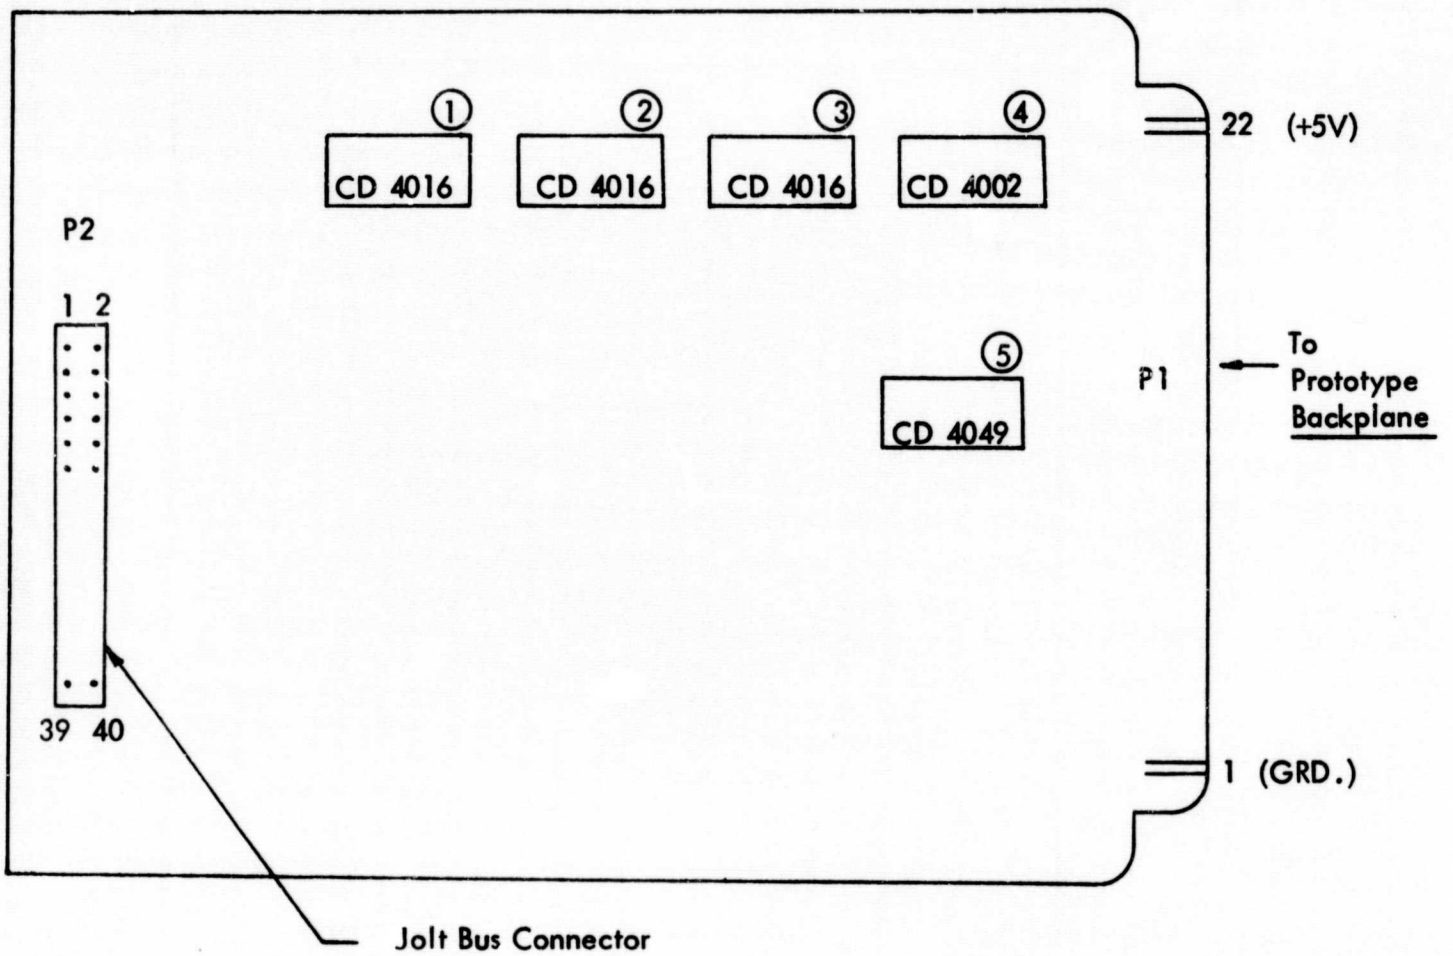 ① ② ③ ④
22 (+5V)
CD 4016 CD 4016 CD 4016 CD 4002
P2
1 2
⑤
To
Prototype
Backplane
P1
CD 4049
39 40
1 (GRD.)
Jolt Bus Connector